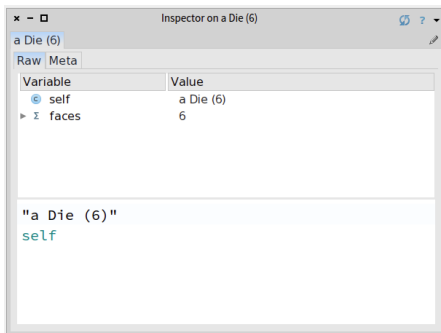 Inspector on a Die (6)
?
a Die (6)
Raw Meta
Variable Value
c self a Die (6)
Σ faces 6
"a Die (6)"
self